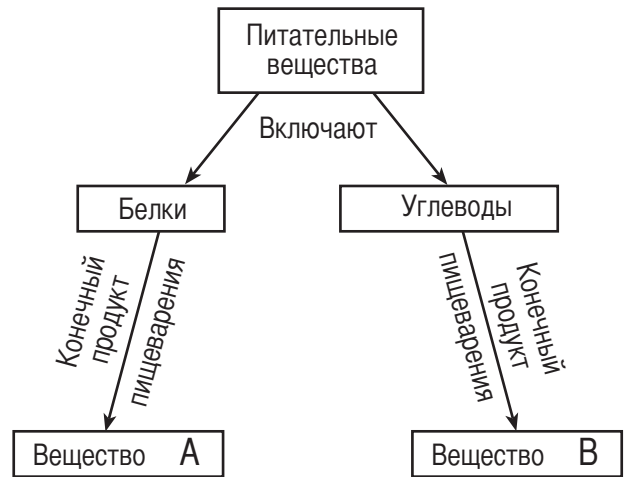 Питательные
вещества
Включают
Белки
Углеводы
Конечный
продукт
пищеварения
Конечный
продукт
пищеварения
Вещество A
Вещество B